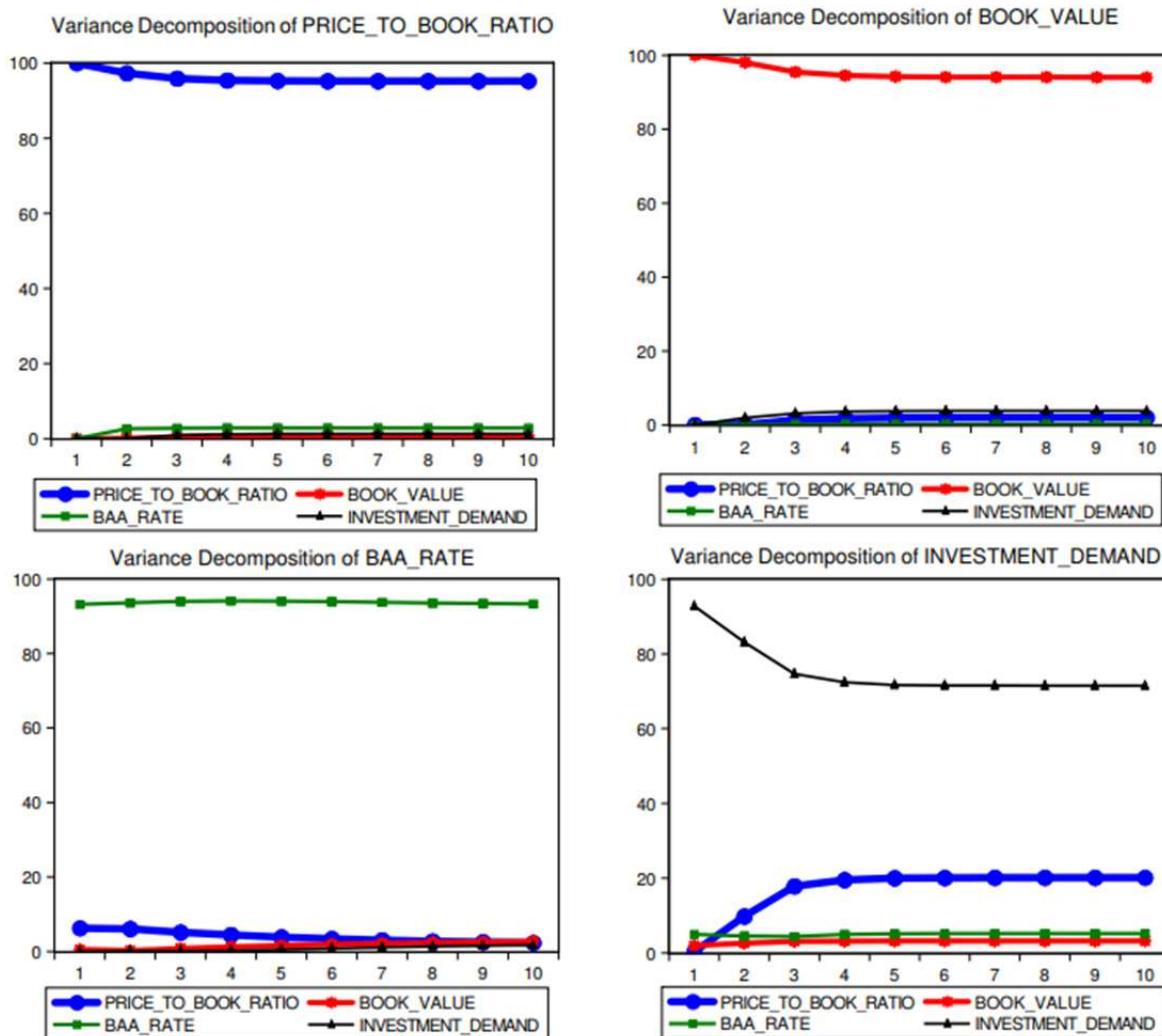 Variance Decomposition of PRICE_TO_BOOK_RATIO
100
80
60
40
20
0
1 2 3 4 5 6 7 8 9 10
PRICE_TO_BOOK_RATIO BOOK_VALUE
BAA_RATE INVESTMENT_DEMAND
Variance Decomposition of BOOK_VALUE
100
80
60
40
20
0
1 2 3 4 5 6 7 8 9 10
PRICE_TO_BOOK_RATIO BOOK_VALUE
BAA_RATE INVESTMENT_DEMAND
Variance Decomposition of BAA_RATE
100
80
60
40
20
0
1 2 3 4 5 6 7 8 9 10
PRICE_TO_BOOK_RATIO BOOK_VALUE
BAA_RATE INVESTMENT_DEMAND
Variance Decomposition of INVESTMENT_DEMAND
100
80
60
40
20
0
1 2 3 4 5 6 7 8 9 10
PRICE_TO_BOOK_RATIO BOOK_VALUE
BAA_RATE INVESTMENT_DEMAND